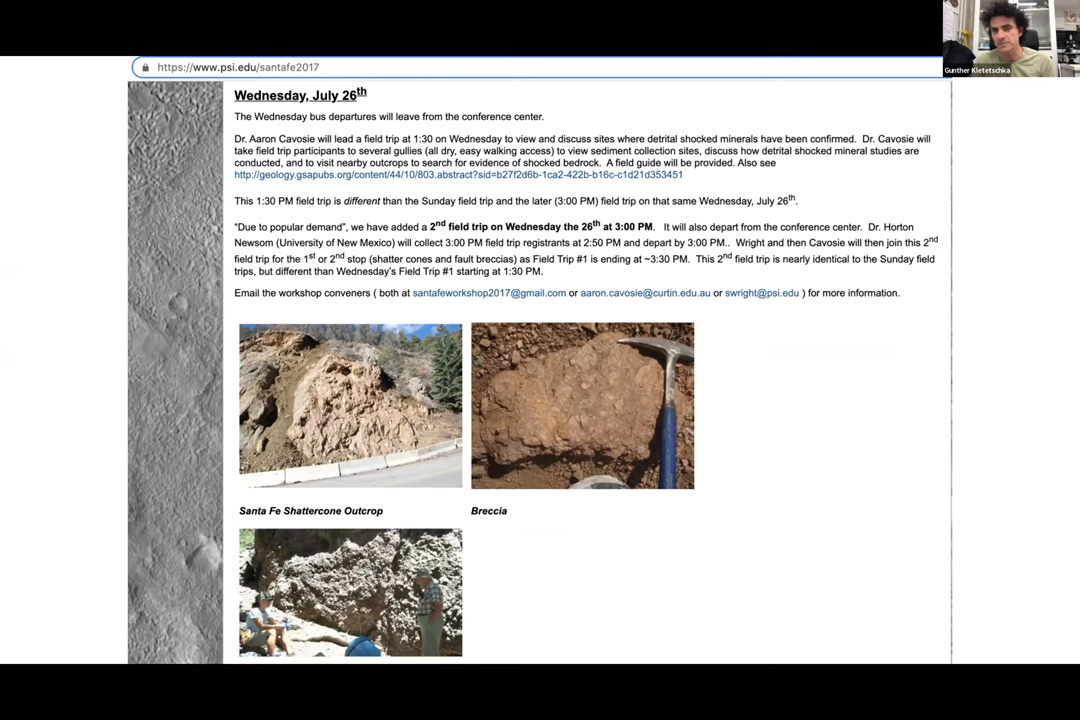 Gunther Kletetschka
https://www.psi.edu/santafe2017
Wednesday, July 26th
The Wednesday bus departures will leave from the conference center.
Dr. Aaron Cavosie will lead a field trip at 1:30 on Wednesday to view and discuss sites where detrital shocked minerals have been confirmed. Dr. Cavosie will
take field trip participants to several gullies (all dry, easy walking access) to view sediment collection sites, discuss how detrital shocked mineral studies are
conducted, and to visit nearby outcrops to search for evidence of shocked bedrock. A field guide will be provided. Also see
http://geology.gsapubs.org/content/44/10/803.abstract?sid=b27f2d6b-1ca2-422b-b16c-c1d21d353451
This 1:30 PM field trip is different than the Sunday field trip and the later (3:00 PM) field trip on that same Wednesday, July 26th.
"Due to popular demand", we have added a 2nd field trip on Wednesday the 26th at 3:00 PM. It will also depart from the conference center. Dr. Horton
Newsom (University of New Mexico) will collect 3:00 PM field trip registrants at 2:50 PM and depart by 3:00 PM.. Wright and then Cavosie will then join this 2nd
field trip for the 1st or 2nd stop (shatter cones and fault breccias) as Field Trip #1 is ending at ~3:30 PM. This 2nd field trip is nearly identical to the Sunday field
trips, but different than Wednesday's Field Trip #1 starting at 1:30 PM.
Email the workshop conveners ( both at santafeworkshop2017@gmail.com or aaron.cavosie@curtin.edu.au or swright@psi.edu ) for more information.
Santa Fe Shattercone Outcrop
Breccia